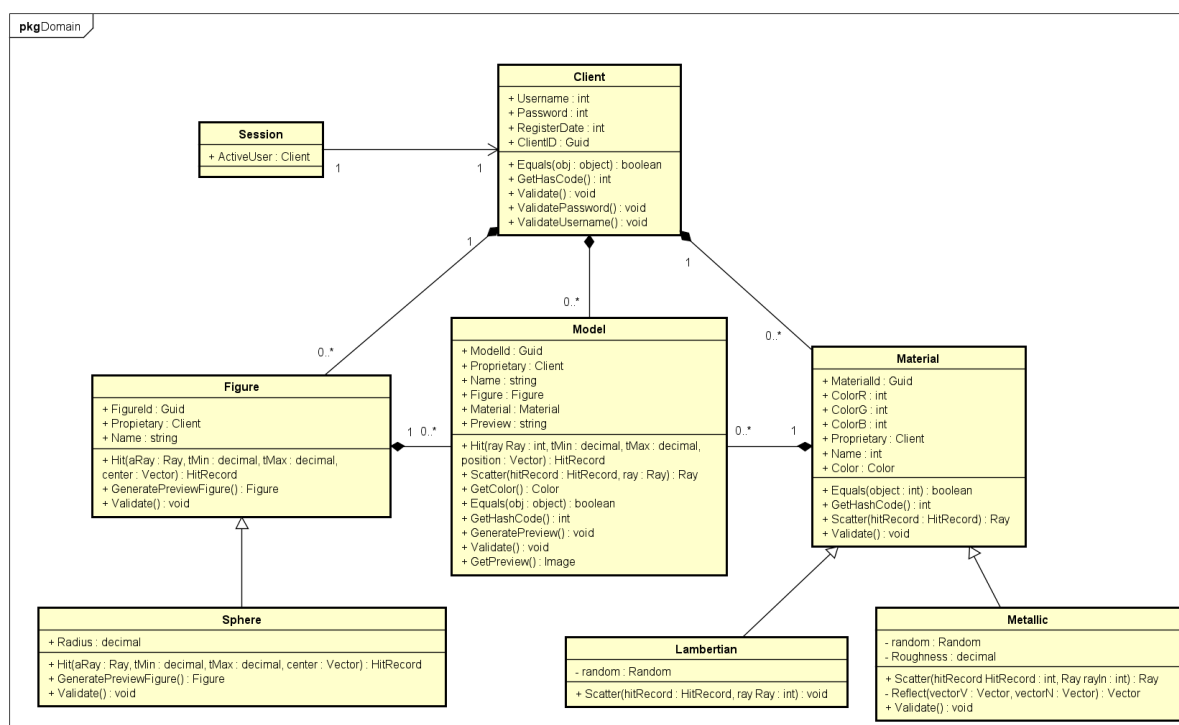 pkgDomain
Client
+ Username : int
+ Password : int
+ RegisterDate : int
+ ClientID : Guid
+ Equals(obj : object) : boolean
+ GetHasCode() : int
+ Validate() : void
+ ValidatePassword() : void
+ ValidateUsername() : void
Session
+ ActiveUser : Client
1
1
1
1
0..*
0..*
0..*
Figure
+ FigureId : Guid
+ Propietary : Client
+ Name : string
+ Hit(aRay : Ray, tMin : decimal, tMax : decimal,
center : Vector) : HitRecord
+ GeneratePreviewFigure() : Figure
+ Validate() : void
1 0..*
Model
+ ModelId : Guid
+ Proprietary : Client
+ Name : string
+ Figure : Figure
+ Material : Material
+ Preview : string
+ Hit(ray Ray : int, tMin : decimal, tMax : decimal,
position : Vector) : HitRecord
+ Scatter(hitRecord : HitRecord, ray : Ray) : Ray
+ GetColor() : Color
+ Equals(obj : object) : boolean
+ GetHashCode() : int
+ GeneratePreview() : void
+ Validate() : void
+ GetPreview() : Image
0..* 1
Material
+ MaterialId : Guid
+ ColorR : int
+ ColorG : int
+ ColorB : int
+ Proprietary : Client
+ Name : int
+ Color : Color
+ Equals(object : int) : boolean
+ GetHashCode() : int
+ Scatter(hitRecord : HitRecord) : Ray
+ Validate() : void
Sphere
+ Radius : decimal
+ Hit(aRay : Ray, tMin : decimal, tMax : decimal, center : Vector) : HitRecord
+ GeneratePreviewFigure() : Figure
+ Validate() : void
Lambertian
- random : Random
+ Scatter(hitRecord : HitRecord, ray Ray : int) : void
Metallic
- random : Random
- Roughness : decimal
+ Scatter(hitRecord HitRecord : int, Ray rayIn : int) : Ray
- Reflect(vectorV : Vector, vectorN : Vector) : Vector
+ Validate() : void